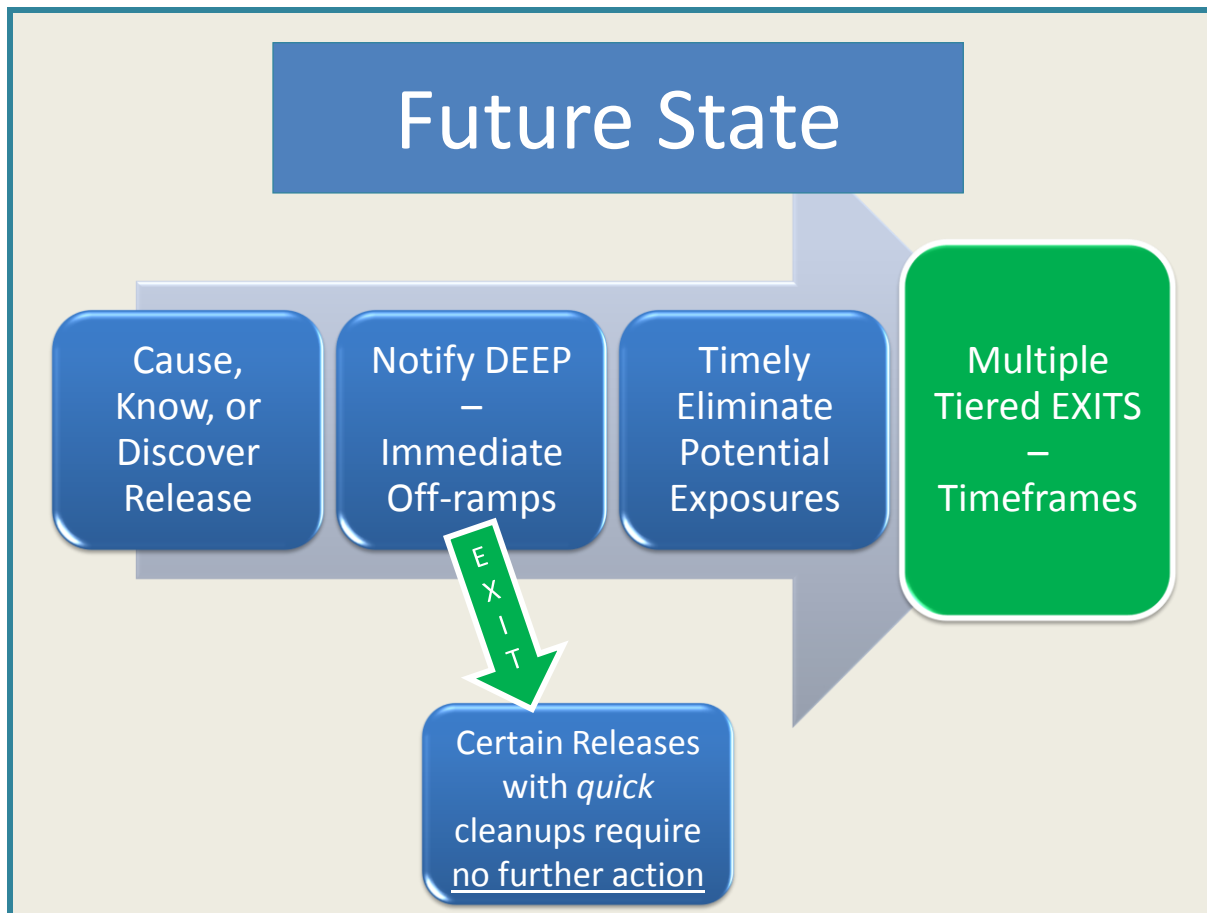 Future State
Cause,
Know, or
Discover
Release
Notify DEEP
–
Immediate
Off-ramps
Timely
Eliminate
Potential
Exposures
Multiple
Tiered EXITS
–
Timeframes
E
X
I
T
Certain Releases
with quick
cleanups require
no further action